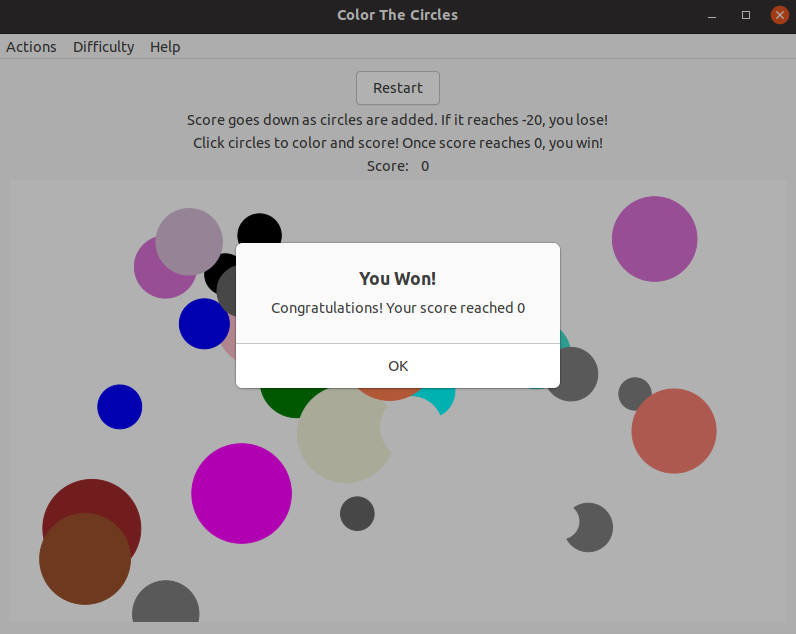 Color The Circles
Actions Difficulty Help
Restart
Score goes down as circles are added. If it reaches -20, you lose!
Click circles to color and score! Once score reaches 0, you win!
Score: 0
You Won!
Congratulations! Your score reached 0
OK